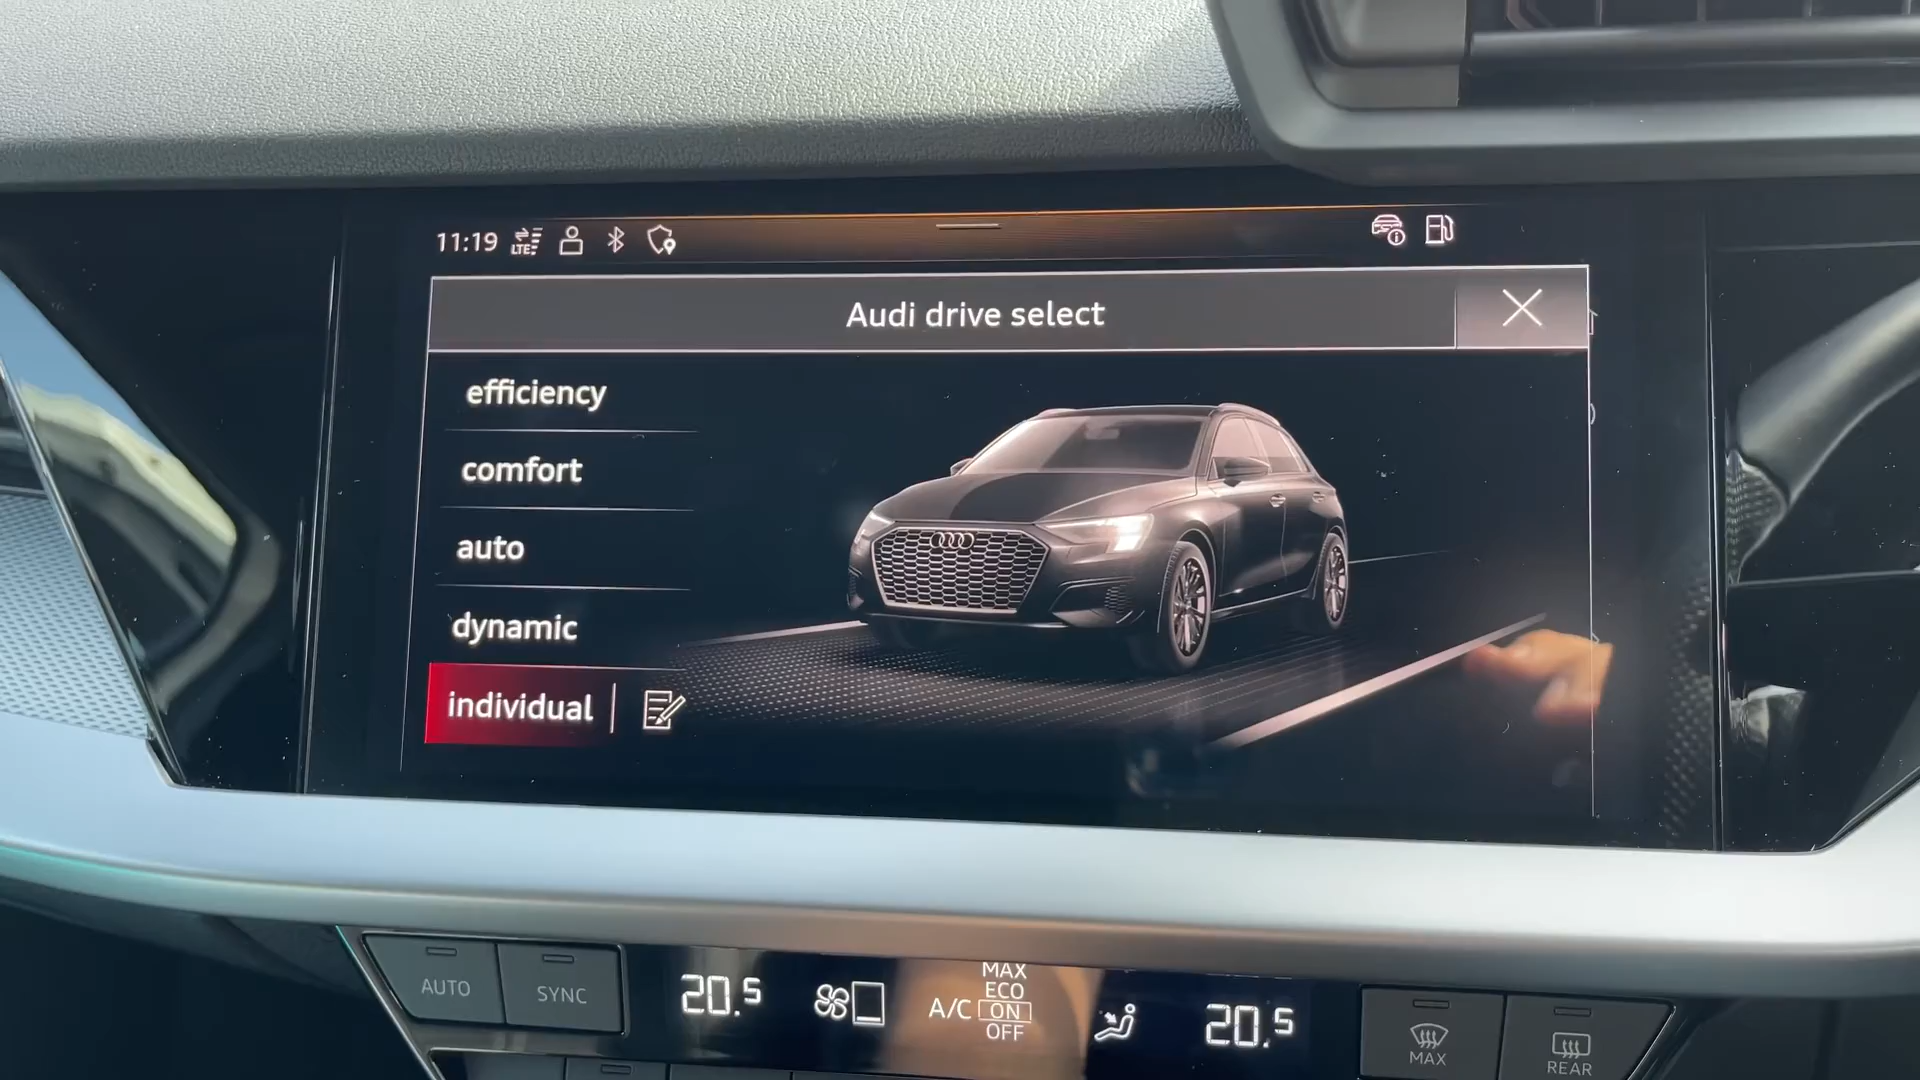 11:19 LTE
Audi drive select
efficiency
comfort
auto
dynamic
individual
AUTO
SYNC
20.5
A/C
MAX
ECO
ON
OFF
20.5
MAX
REAR